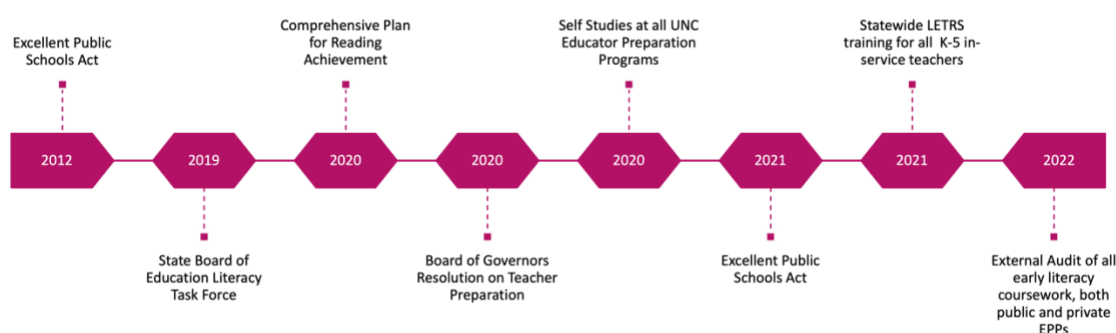 Excellent Public
Schools Act
2012
2019
State Board of
Education Literacy
Task Force
Comprehensive Plan
for Reading
Achievement
2020
2020
Board of Governors
Resolution on Teacher
Preparation
Self Studies at all UNC
Educator Preparation
Programs
2020
2021
Excellent Public
Schools Act
Statewide LETRS
training for all K-5 in-
service teachers
2021
2022
External Audit of all
early literacy
coursework, both
public and private
EPPs